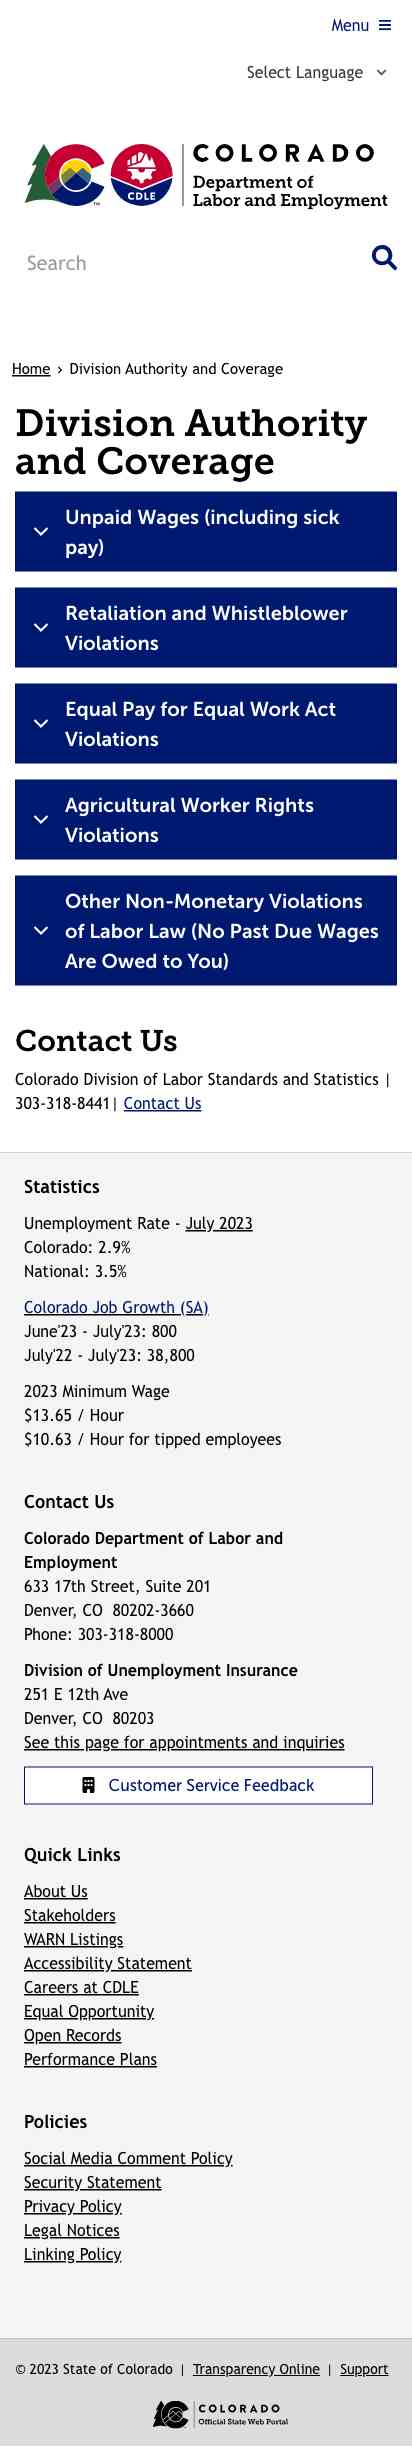 Menu
Select Language
COLORADO
Department of
Labor and Employment
CDLE
TM
Search
Home › Division Authority and Coverage
Division Authority
and Coverage
Unpaid Wages (including sick
pay)
Retaliation and Whistleblower
Violations
Equal Pay for Equal Work Act
Violations
Agricultural Worker Rights
Violations
Other Non-Monetary Violations
of Labor Law (No Past Due Wages
Are Owed to You)
Contact Us
Colorado Division of Labor Standards and Statistics |
303-318-8441| Contact Us
Statistics
Unemployment Rate - July 2023
Colorado: 2.9%
National: 3.5%
Colorado Job Growth (SA)
June'23 - July'23: 800
July'22 - July'23: 38,800
2023 Minimum Wage
$13.65 / Hour
$10.63 / Hour for tipped employees
Contact Us
Colorado Department of Labor and
Employment
633 17th Street, Suite 201
Denver, CO  80202-3660
Phone: 303-318-8000
Division of Unemployment Insurance
251 E 12th Ave
Denver, CO  80203
See this page for appointments and inquiries
Customer Service Feedback
Quick Links
About Us
Stakeholders
WARN Listings
Accessibility Statement
Careers at CDLE
Equal Opportunity
Open Records
Performance Plans
Policies
Social Media Comment Policy
Security Statement
Privacy Policy
Legal Notices
Linking Policy
© 2023 State of Colorado | Transparency Online | Support
COLORADO
Official State Web Portal